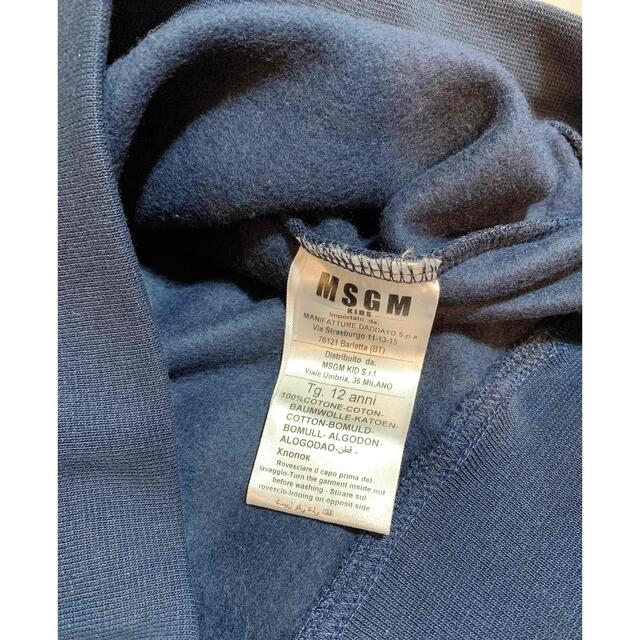 MSGM
KIDS
Importato da:
MANIFATTURE DADDATO S.p.a
Via Strasburgo 11-13-15
76121 Barletta (BT)
Distribuito da:
MSGM KID S.r.l
Viale Umbria, 36 MILANO
Tg. 12 anni
100%COTONE-COTON-
BAUMWOLLE-KATOEN-
COTTON-BOMULD-
BOMULL- ALGODON-
ALOGODAO- قطن-
Хлопок
Rovesciare il capo prima del
lavaggio-Turn the garment inside out
before washing - Stirare sul
rovescio-Ironing on opposit side